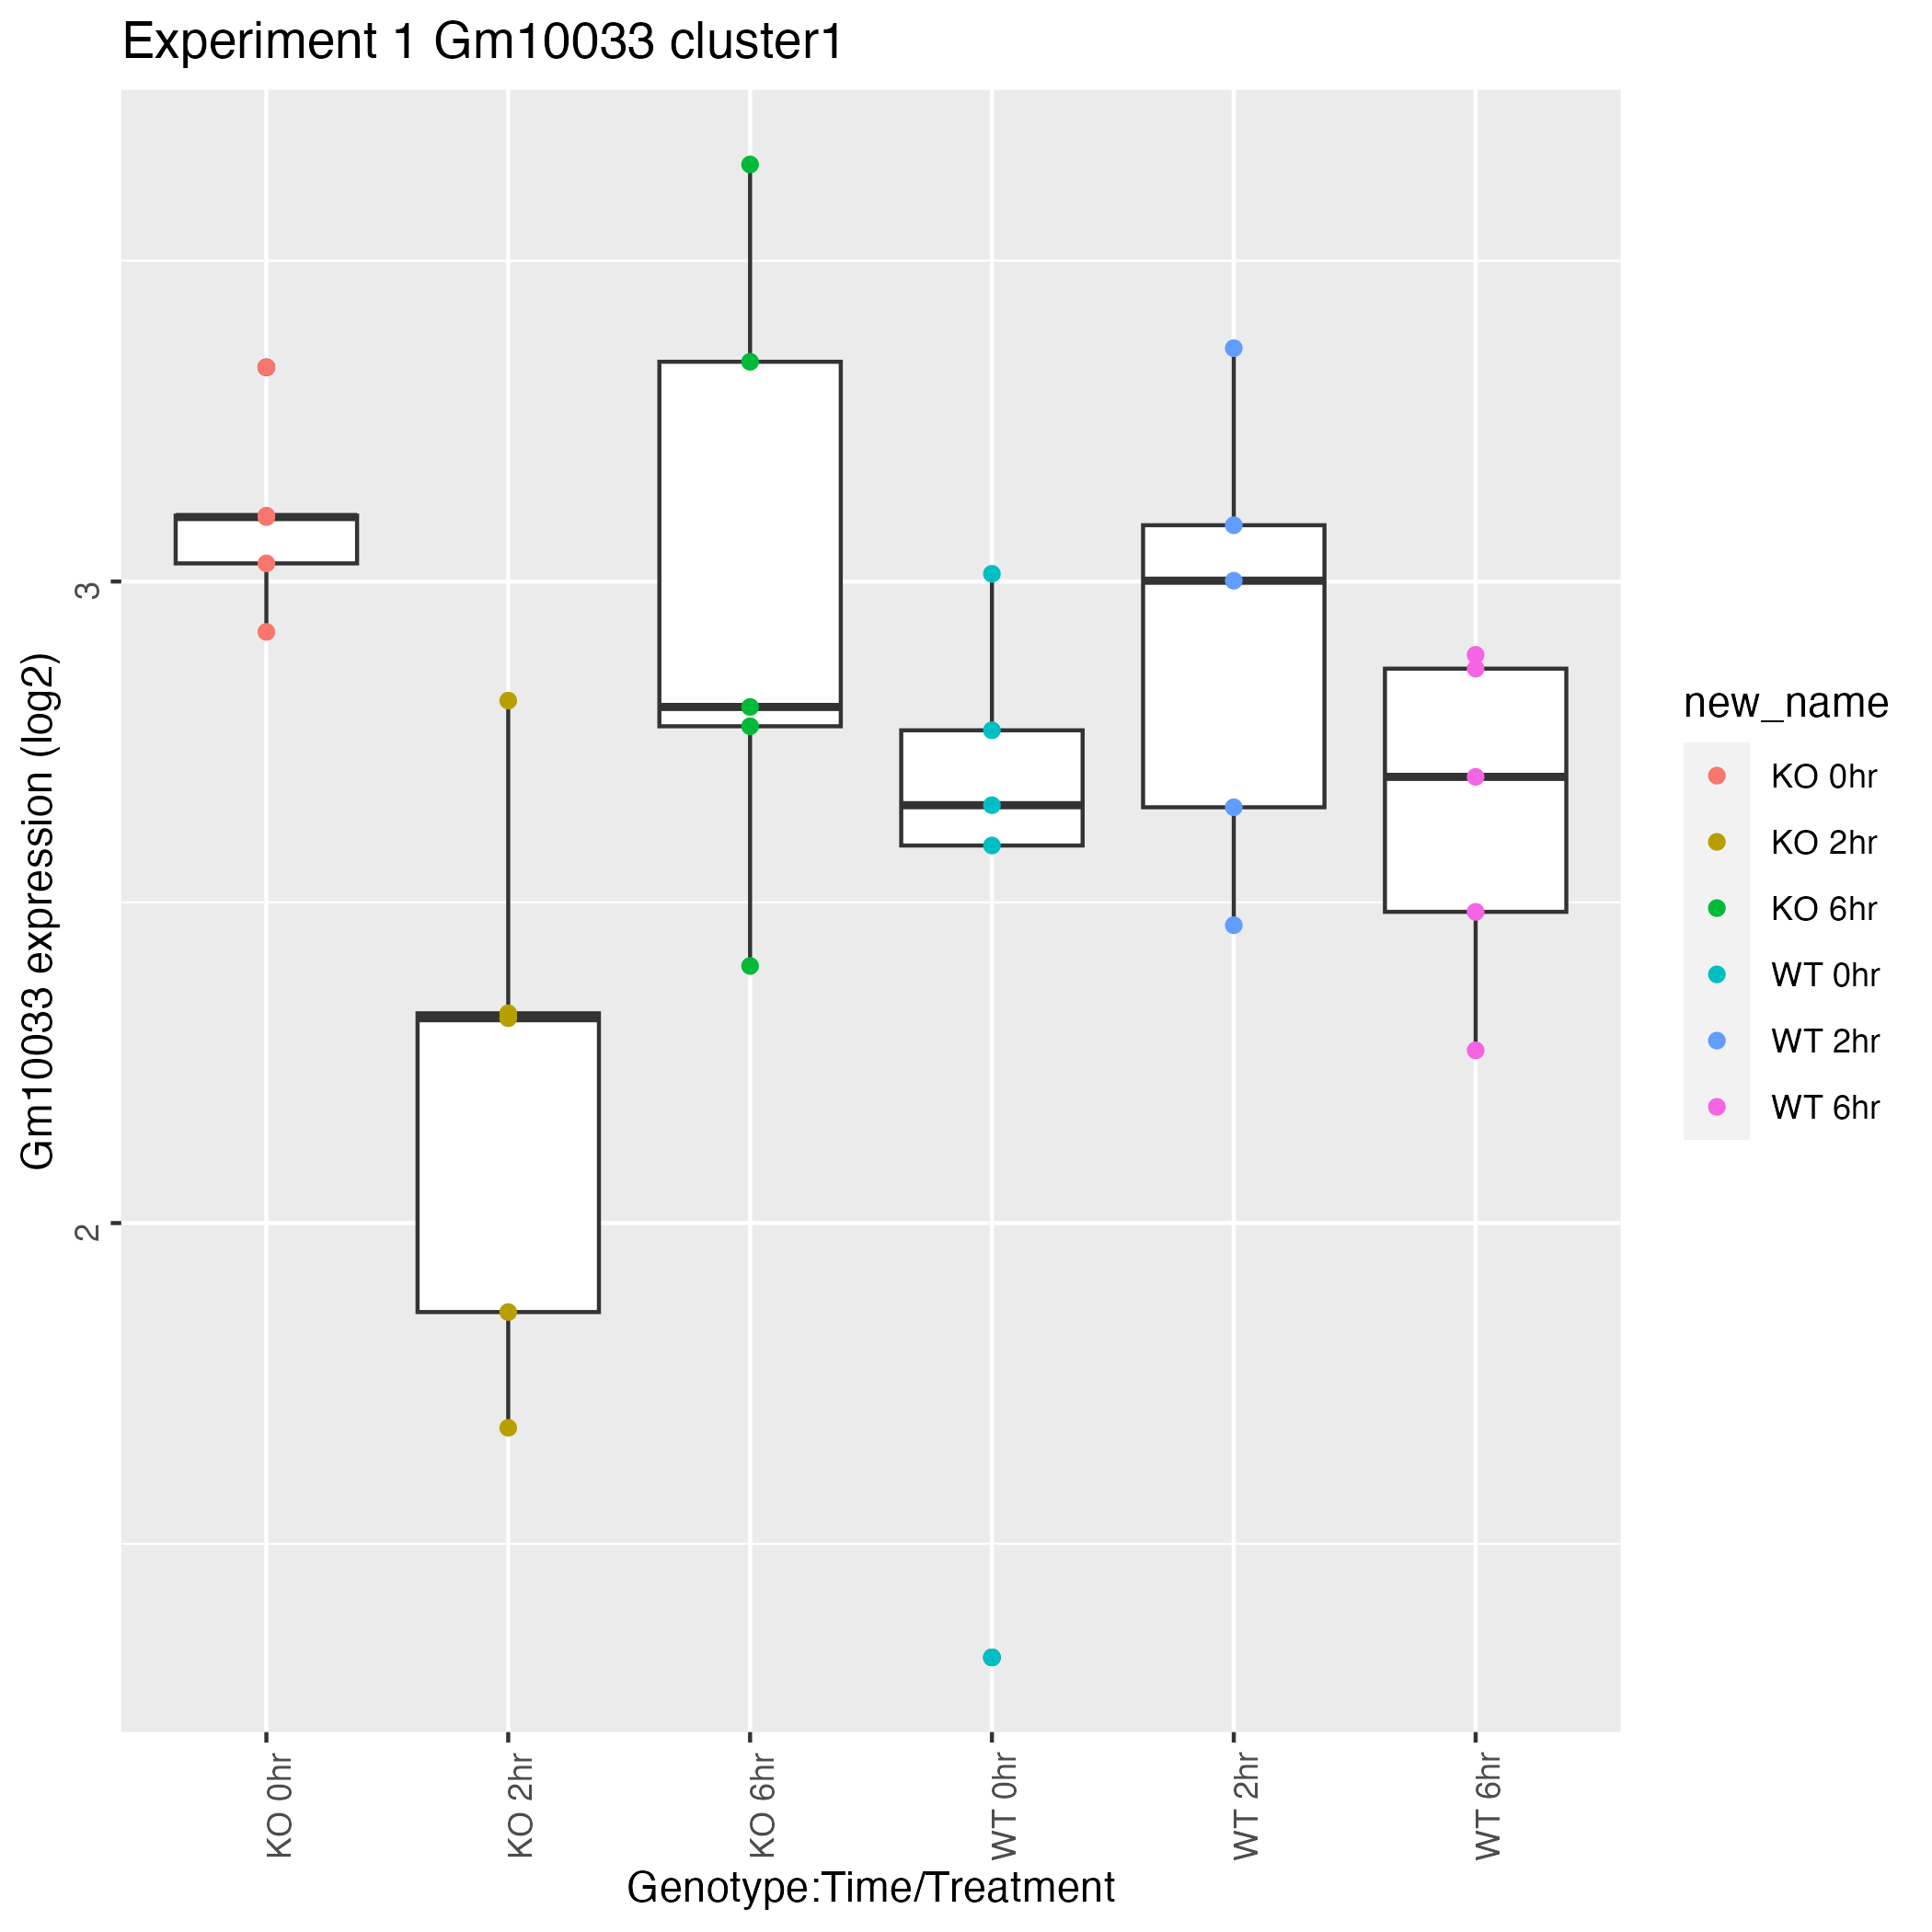 Experiment 1 Gm10033 cluster1
Gm10033 expression (log2)
3
2
KO 0hr
KO 2hr
KO 6hr
WT 0hr
WT 2hr
WT 6hr
Genotype:Time/Treatment
new_name
KO 0hr
KO 2hr
KO 6hr
WT 0hr
WT 2hr
WT 6hr